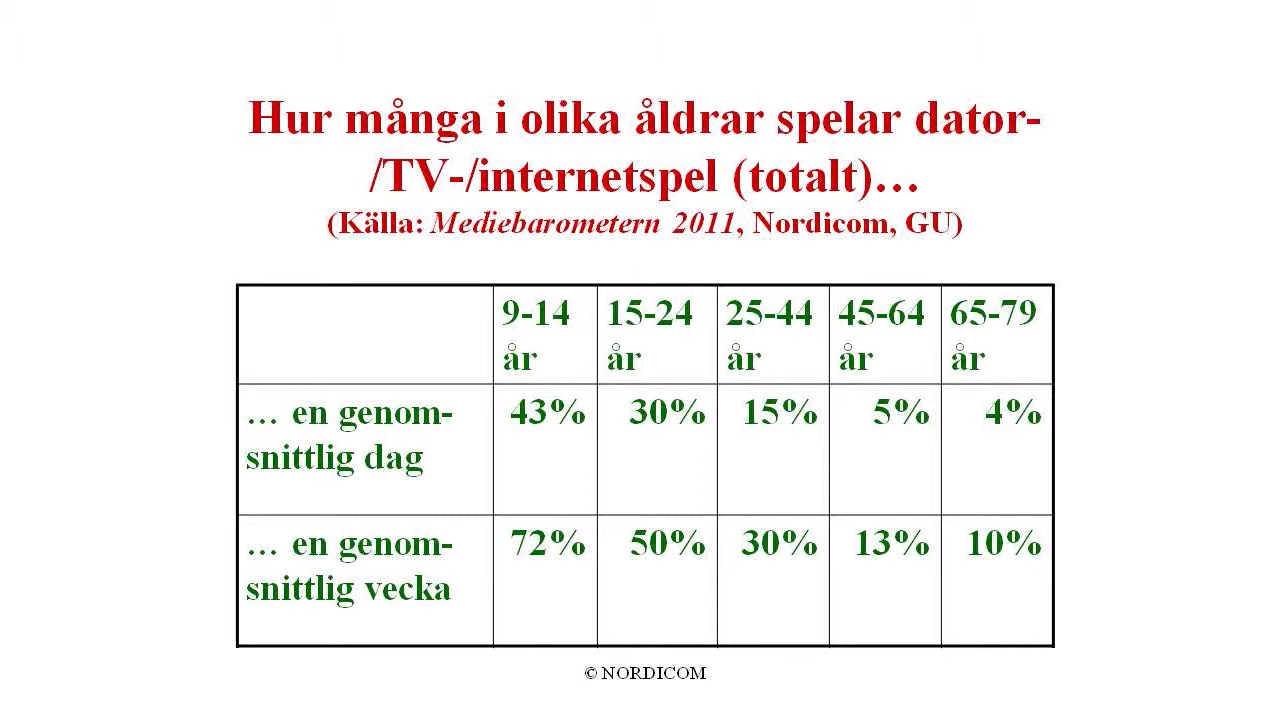 Hur många i olika åldrar spelar dator-
/TV-/internetspel (totalt)…
(Källa: Mediebarometern 2011, Nordicom, GU)
9-14 år 15-24 år 25-44 år 45-64 år 65-79 år
… en genom-
snittlig dag
43% 30% 15% 5% 4%
… en genom-
snittlig vecka
72% 50% 30% 13% 10%
© NORDICOM